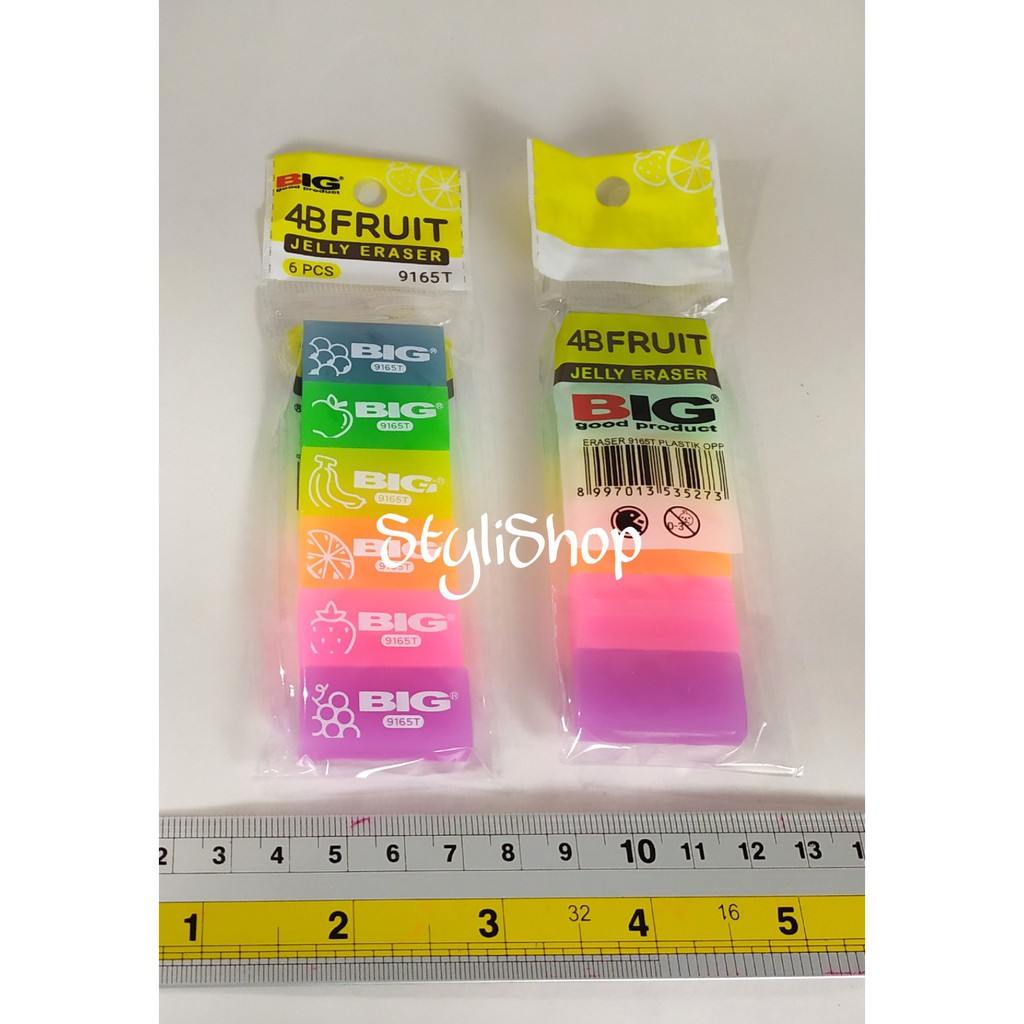 BIG®
good product
4B FRUIT
JELLY ERASER
6 PCS
9165T
BIG®
9165T
BIG®
9165T
BIG
9165T
BIG
9165T
BIG
9165T
BIG®
9165T
4B FRUIT
JELLY ERASER
BIG®
good product
ERASER 9165T PLASTIK OPP
8 997013 535273
0-3
StyliShop
2 3 4 5 6 7 8 9 10 11 12 13 1
1 2 3 32 4 16 5